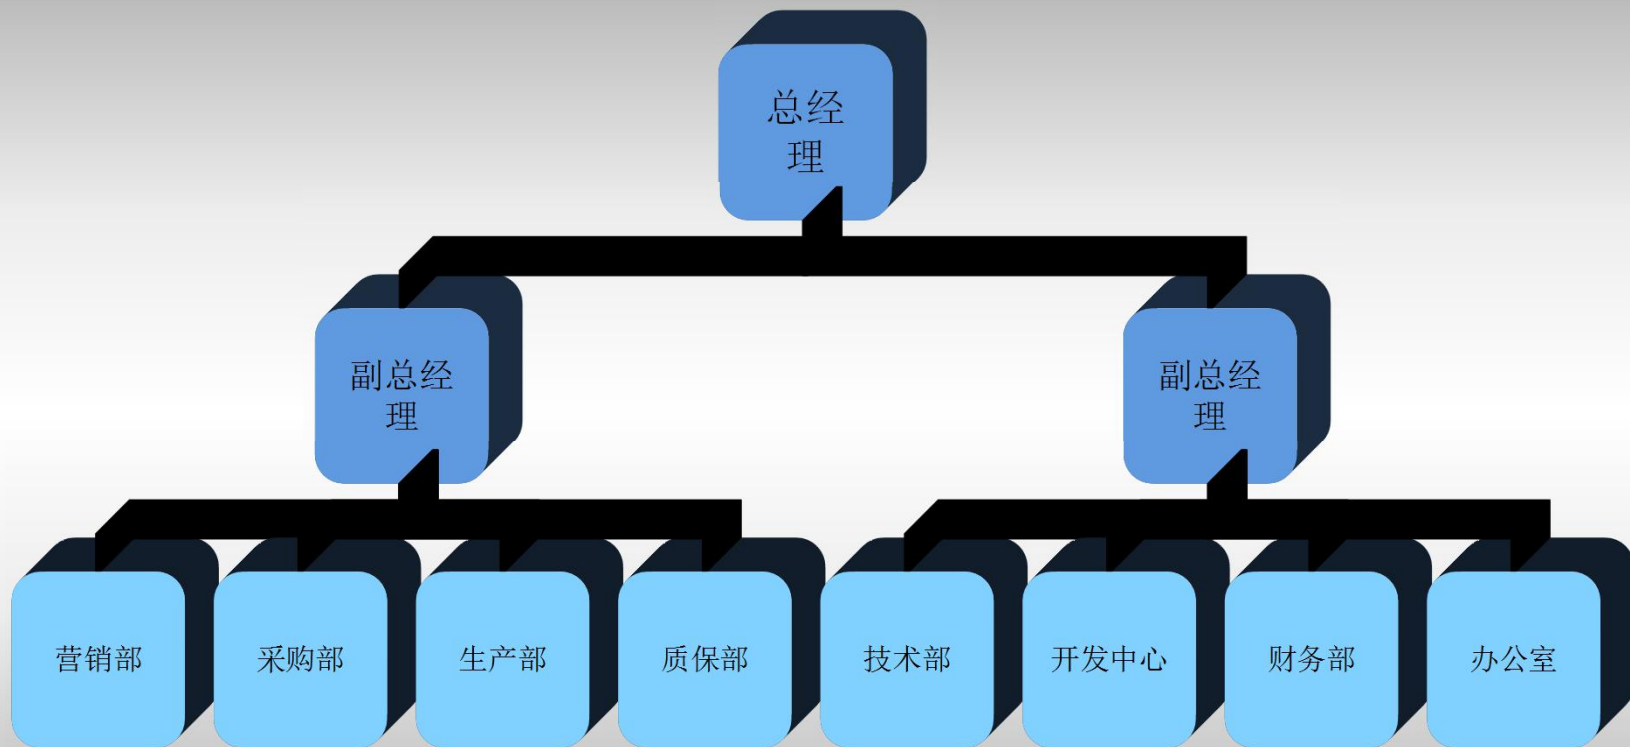 总经
理
副总经
理
副总经
理
营销部
采购部
生产部
质保部
技术部
开发中心
财务部
办公室